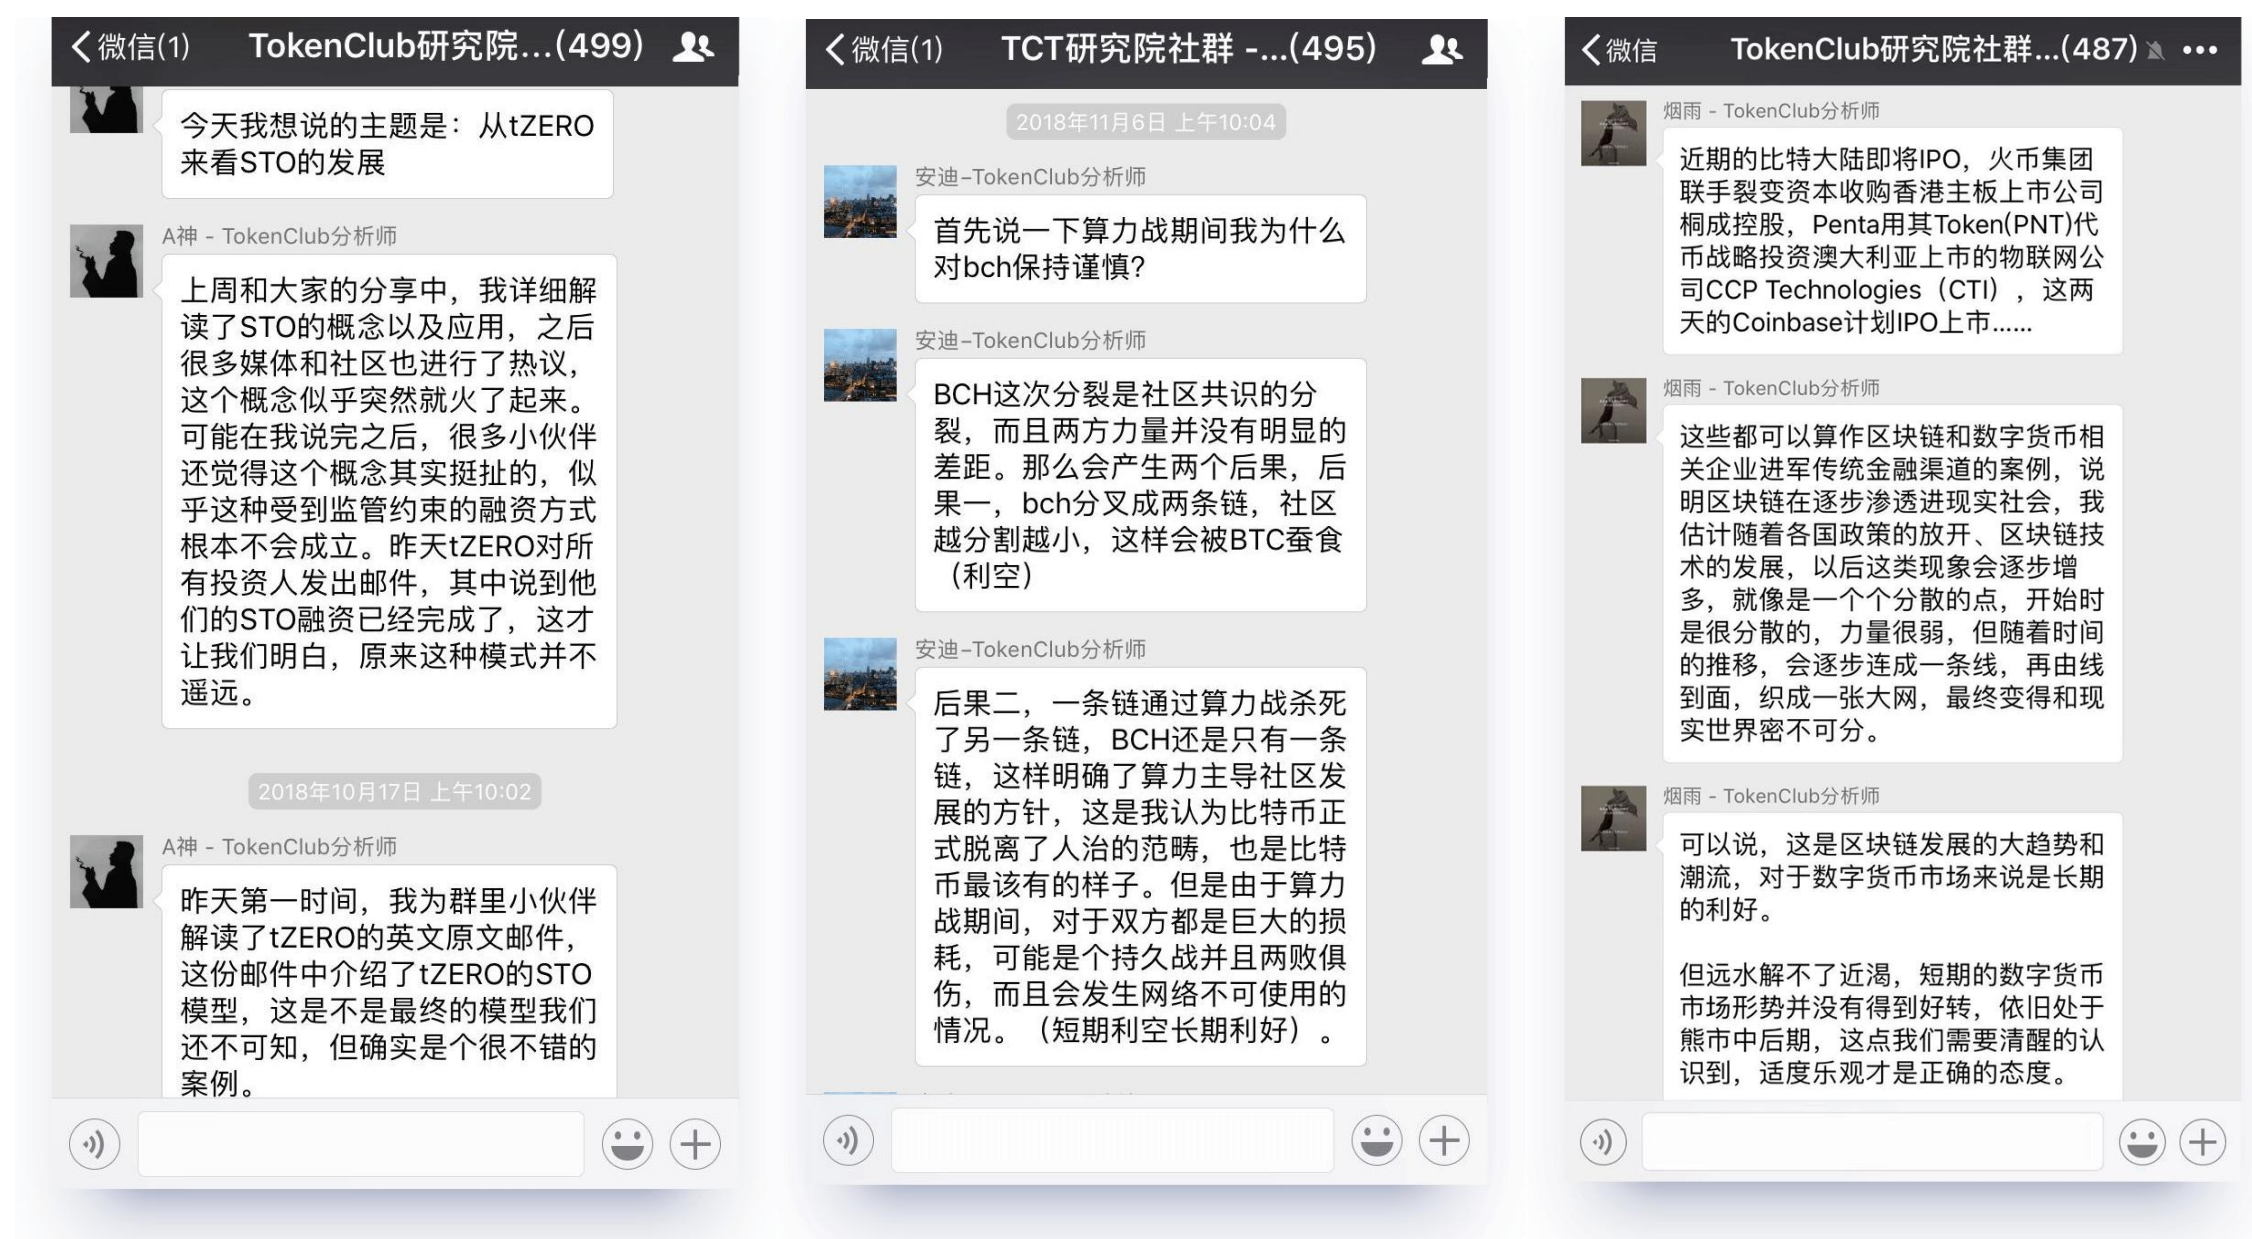 微信(1)
TokenClub研究院...(499)
今天我想说的主题是：从tZERO
来看STO的发展
A神 - TokenClub分析师
上周和大家的分享中，我详细解
读了STO的概念以及应用，之后
很多媒体和社区也进行了热议，
这个概念似乎突然就火了起来。
可能在我说完之后，很多小伙伴
还觉得这个概念其实挺扯的，似
乎这种受到监管约束的融资方式
根本不会成立。昨天tZERO对所
有投资人发出邮件，其中说到他
们的STO融资已经完成了，这才
让我们明白，原来这种模式并不
遥远。
2018年10月17日 上午10:02
A神 - TokenClub分析师
昨天第一时间，我为群里小伙伴
解读了tZERO的英文原文邮件，
这份邮件中介绍了tZERO的STO
模型，这是不是最终的模型我们
还不可知，但确实是个很不错的
案例。
微信(1)
TCT研究院社群 -...(495)
2018年11月6日 上午10:04
安迪-TokenClub分析师
首先说一下算力战期间我为什么
对bch保持谨慎?
安迪-TokenClub分析师
BCH这次分裂是社区共识的分
裂，而且两方力量并没有明显的
差距。那么会产生两个后果，后
果一，bch分叉成两条链，社区
越分割越小，这样会被BTC蚕食
（利空）
安迪-TokenClub分析师
后果二，一条链通过算力战杀死
了另一条链，BCH还是只有一条
链，这样明确了算力主导社区发
展的方针，这是我认为比特币正
式脱离了人治的范畴，也是比特
币最该有的样子。但是由于算力
战期间，对于双方都是巨大的损
耗，可能是个持久战并且两败俱
伤，而且会发生网络不可使用的
情况。（短期利空长期利好）。
微信
TokenClub研究院社群...(487)
烟雨 - TokenClub分析师
近期的比特大陆即将IPO，火币集团
联手裂变资本收购香港主板上市公司
桐成控股，Penta用其Token(PNT)代
币战略投资澳大利亚上市的物联网公
司CCP Technologies（CTI），这两
天的Coinbase计划IPO上市......
烟雨 - TokenClub分析师
这些都可以算作区块链和数字货币相
关企业进军传统金融渠道的案例，说
明区块链在逐步渗透进现实社会，我
估计随着各国政策的放开、区块链技
术的发展，以后这类现象会逐步增
多，就像是一个个分散的点，开始时
是很分散的，力量很弱，但随着时间
的推移，会逐步连成一条线，再由线
到面，织成一张大网，最终变得和现
实世界密不可分。
烟雨 - TokenClub分析师
可以说，这是区块链发展的大趋势和
潮流，对于数字货币市场来说是长期
的利好。
但远水解不了近渴，短期的数字货币
市场形势并没有得到好转，依旧处于
熊市中后期，这点我们需要清醒的认
识到，适度乐观才是正确的态度。